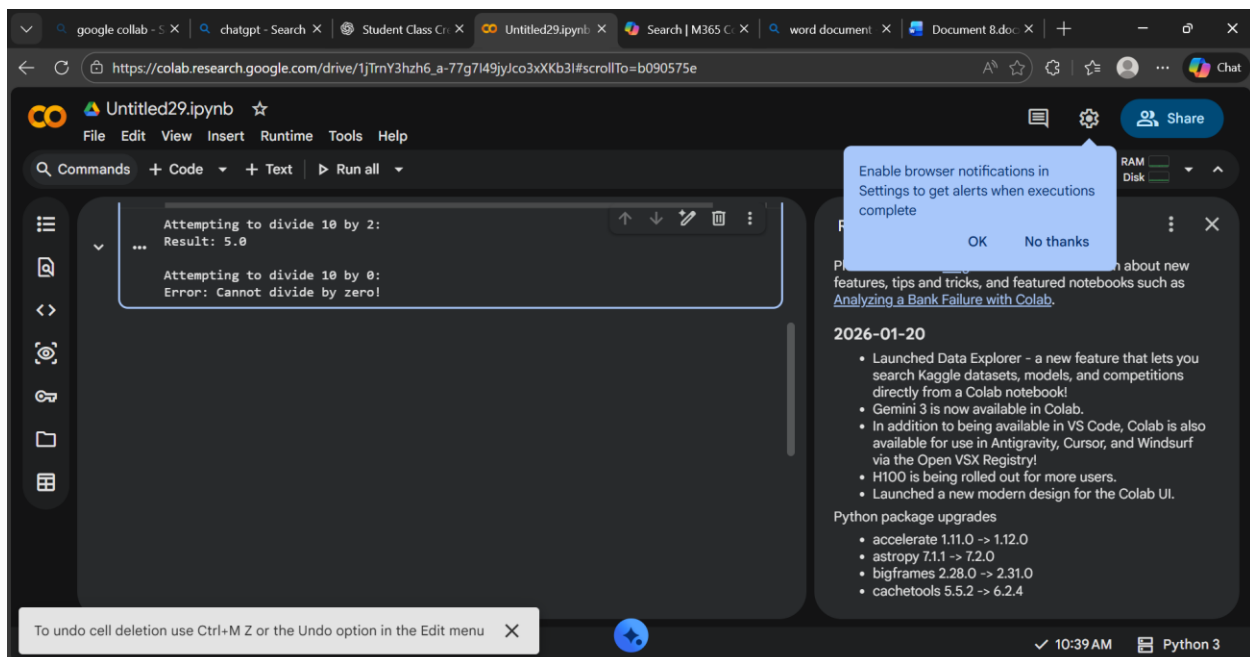 google collab - S
chatgpt - Search
Student Class Cr
Untitled29.ipynb
Search | M365 C
word document
Document 8.doc
https://colab.research.google.com/drive/1jTrnY3hzh6_a-77g7I49jyJco3xXKb3I#scrollTo=b090575e
Chat
Untitled29.ipynb
File Edit View Insert Runtime Tools Help
Share
Commands + Code + Text Run all
RAM
Disk
Enable browser notifications in
Settings to get alerts when executions
complete
OK No thanks
Attempting to divide 10 by 2:
Result: 5.0
Attempting to divide 10 by 0:
Error: Cannot divide by zero!
about new
features, tips and tricks, and featured notebooks such as
Analyzing a Bank Failure with Colab.
2026-01-20
• Launched Data Explorer - a new feature that lets you
search Kaggle datasets, models, and competitions
directly from a Colab notebook!
• Gemini 3 is now available in Colab.
• In addition to being available in VS Code, Colab is also
available for use in Antigravity, Cursor, and Windsurf
via the Open VSX Registry!
• H100 is being rolled out for more users.
• Launched a new modern design for the Colab UI.
Python package upgrades
• accelerate 1.11.0 -> 1.12.0
• astropy 7.1.1 -> 7.2.0
• bigframes 2.28.0 -> 2.31.0
• cachetools 5.5.2 -> 6.2.4
To undo cell deletion use Ctrl+M Z or the Undo option in the Edit menu
10:39 AM Python 3